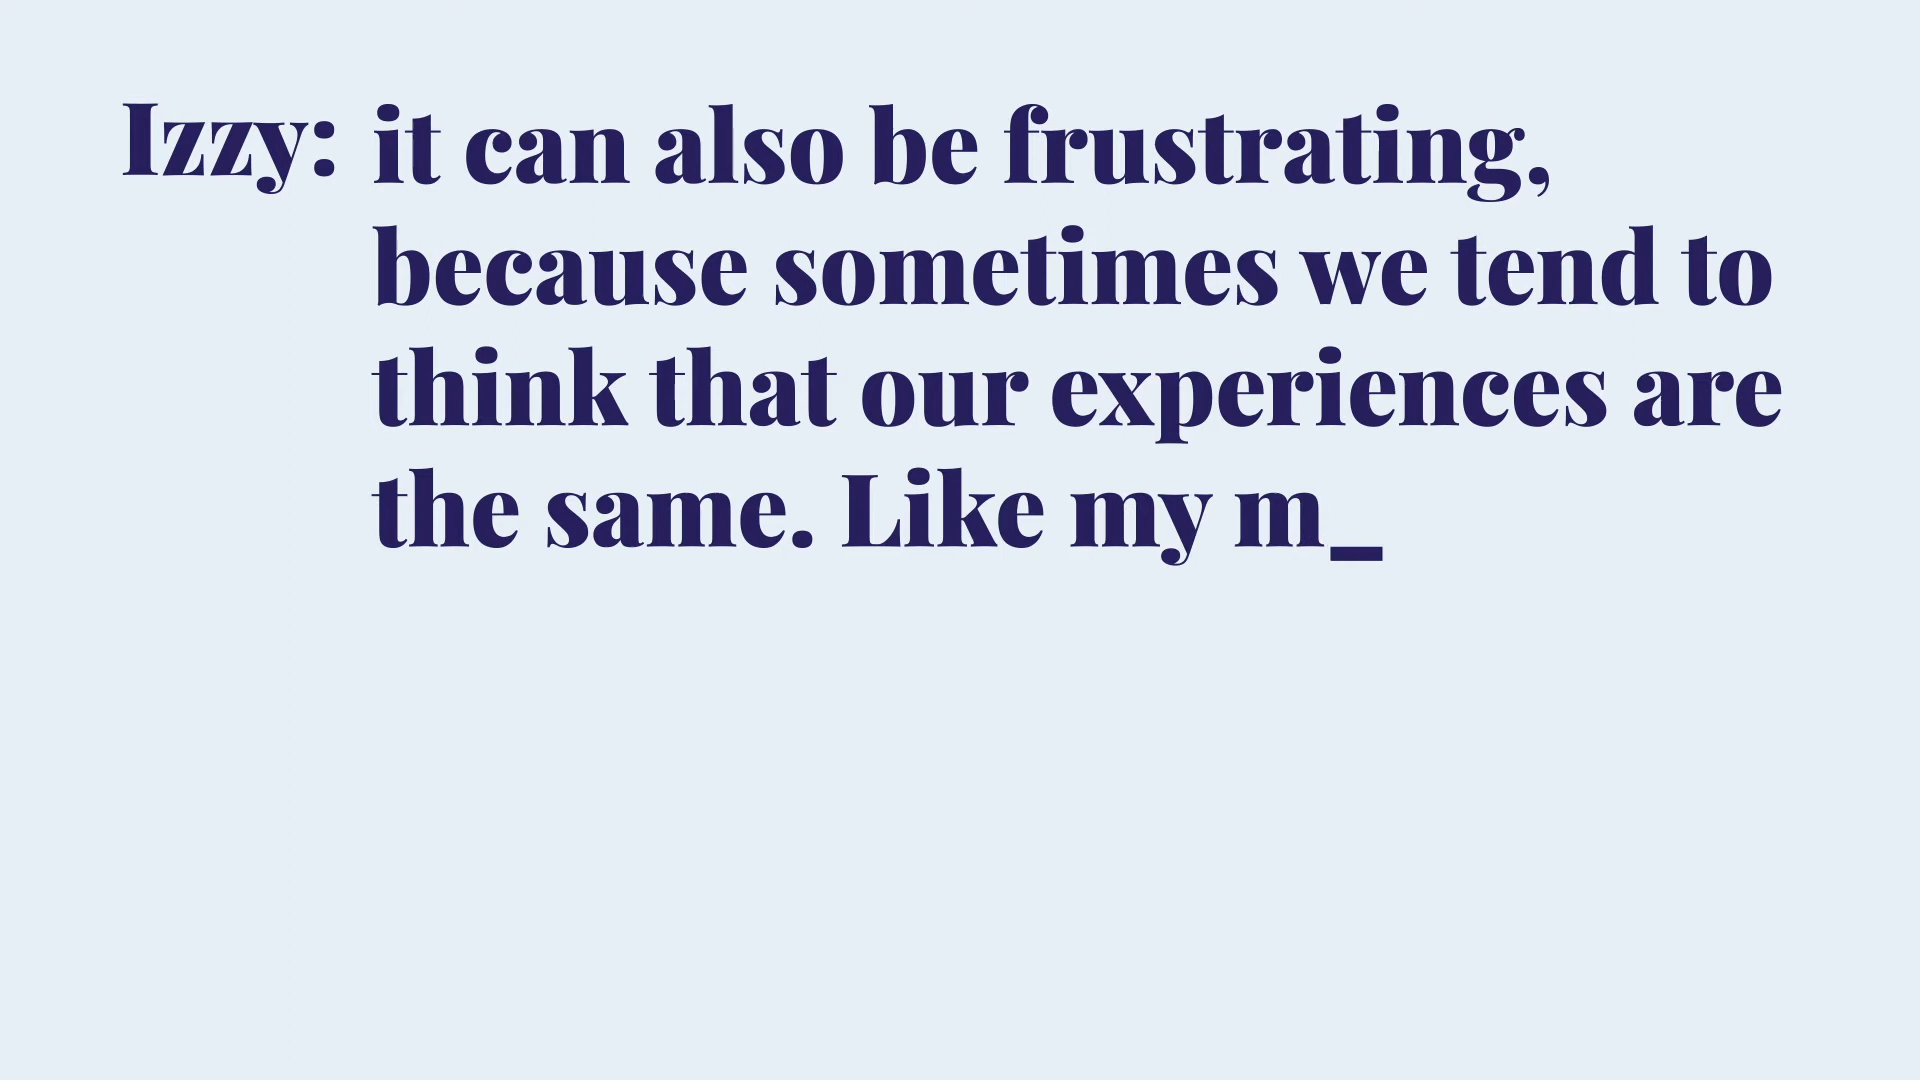 Izzy: it can also be frustrating,
because sometimes we tend to
think that our experiences are
the same. Like my m_